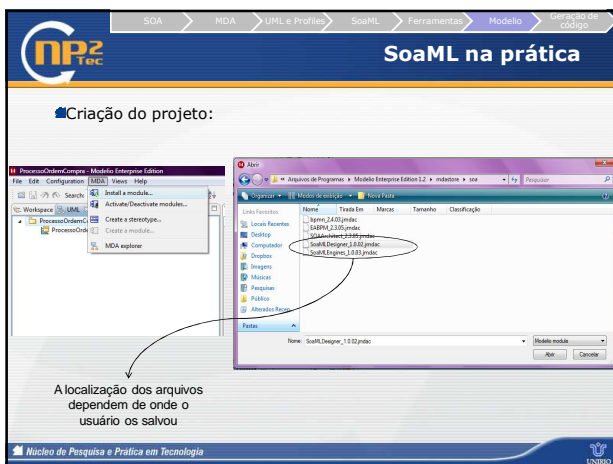 SOA MDA UML e Profiles SoaML Ferramentas Modelio Geração de código
NP2 Tec
SoaML na prática
Criação do projeto:
ProcessoOrdemCompra - Modelio Enterprise Edition
File Edit Configuration MDA Views Help
Install a module...
Activate/Deactivate modules...
Create a stereotype...
Create a module...
MDA explorer
Search
Workspace UML
ProcessoOrdemC
ProcessoOrde
Abrir
Arquivos de Programas Modelio Enterprise Edition 1.2 mdastore soa
Pesquisar
Organizar Modos de exibição Nova Pasta
Links Favoritos
Locais Recentes
Desktop
Computador
Dropbox
Imagens
Músicas
Pesquisas
Público
Alterados Recen
Pastas
Nome Tirada Em Marcas Tamanho Classificação
bpmn_2.4.03.jmdac
EABPM_2.3.05.jmdac
SOAArchitect_2.3.05.jmdac
SoaMLDesigner_1.0.02.jmdac
SoaMLEngines_1.0.03.jmdac
Nome: SoaMLDesigner_1.0.02.jmdac
Modelio module
Abrir Cancelar
A localização dos arquivos
dependem de onde o
usuário os salvou
Núcleo de Pesquisa e Prática em Tecnologia
UNIRIO